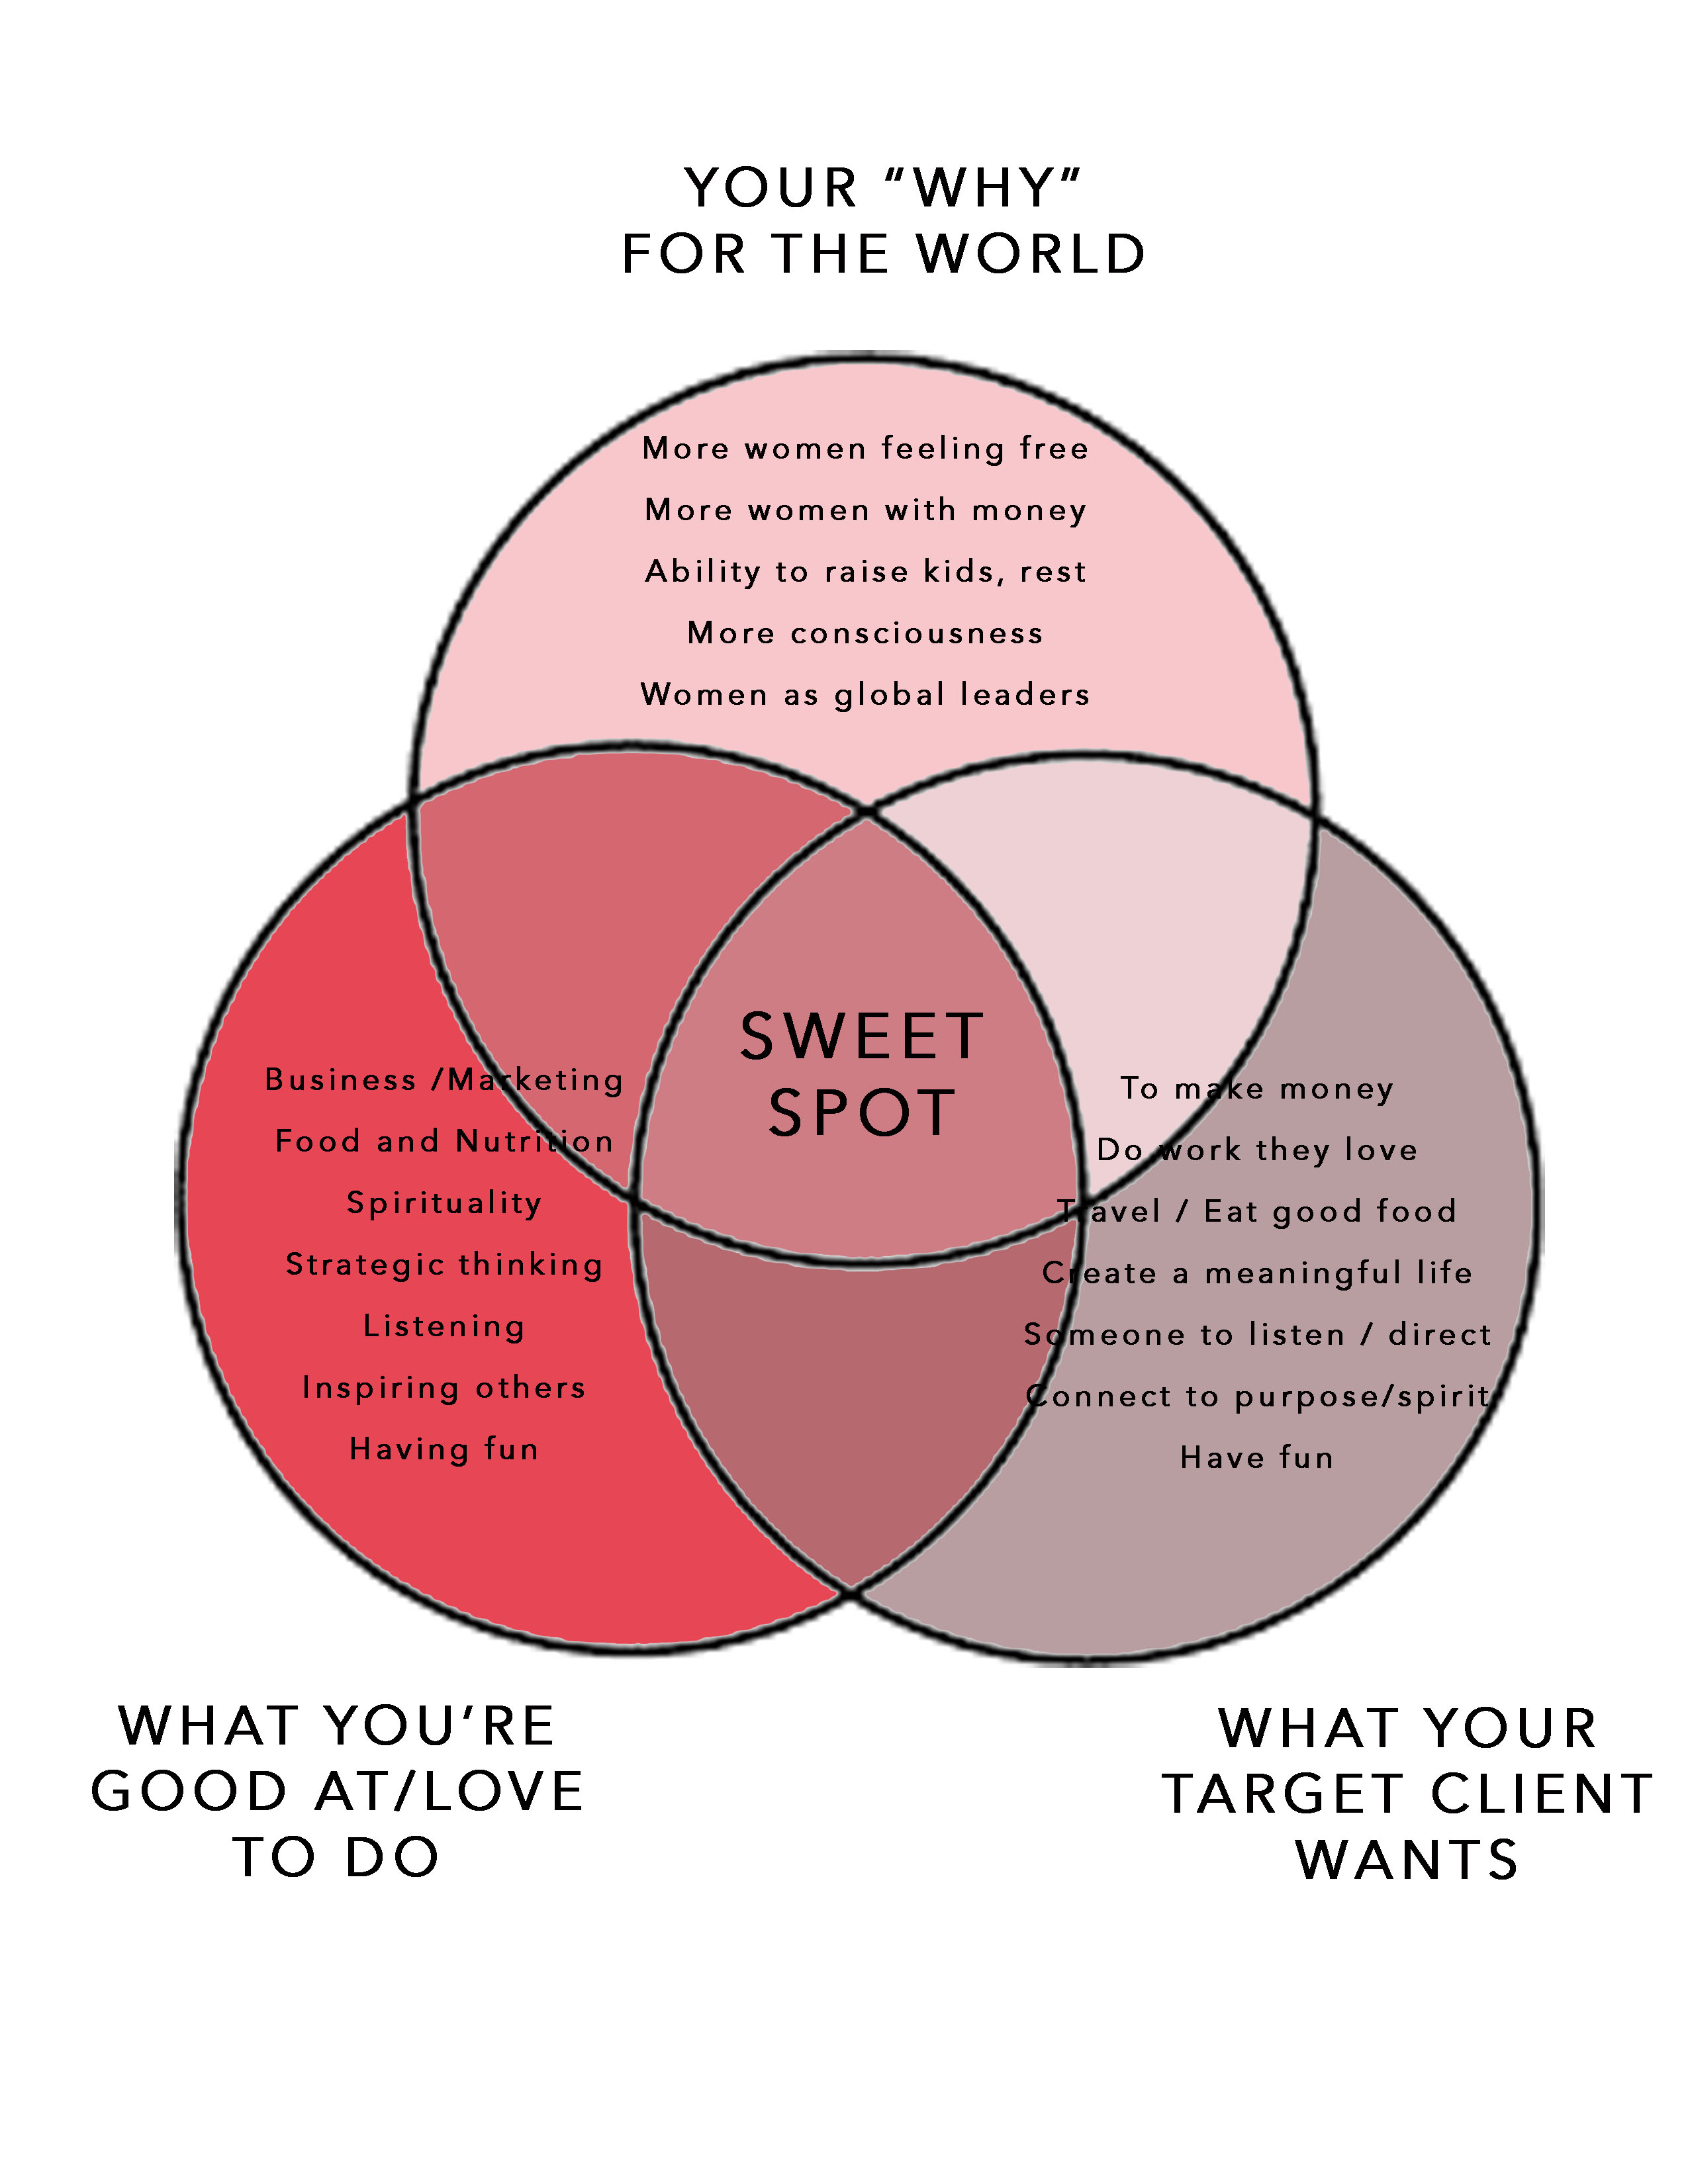 YOUR “WHY”
FOR THE WORLD
More women feeling free
More women with money
Ability to raise kids, rest
More consciousness
Women as global leaders
SWEET
SPOT
Business /Marketing
Food and Nutrition
Spirituality
Strategic thinking
Listening
Inspiring others
Having fun
To make money
Do work they love
Travel / Eat good food
Create a meaningful life
Someone to listen / direct
Connect to purpose/spirit
Have fun
WHAT YOU’RE
GOOD AT/LOVE
TO DO
WHAT YOUR
TARGET CLIENT
WANTS